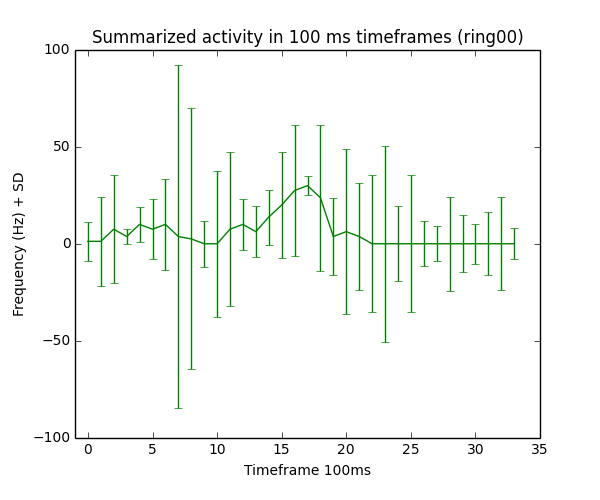 Summarized activity in 100 ms timeframes (ring00)
100
50
0
−50
−100
Frequency (Hz) + SD
0 5 10 15 20 25 30 35
Timeframe 100ms